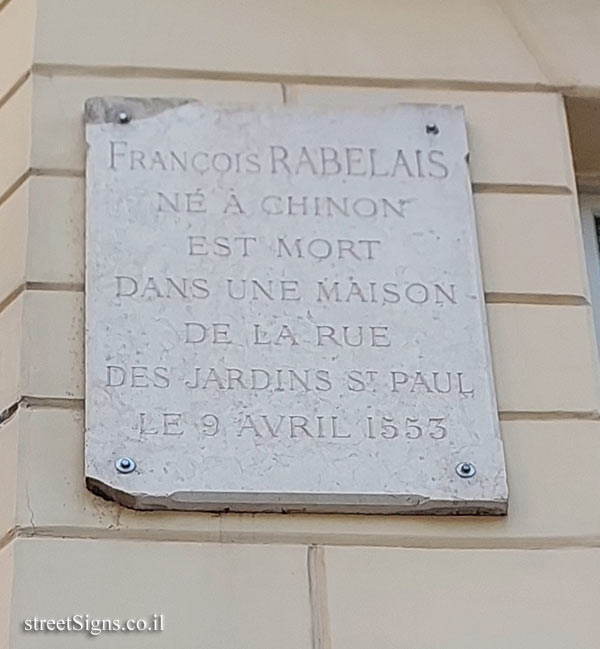 FRANÇOIS RABELAIS
NÉ À CHINON
EST MORT
DANS UNE MAISON
DE LA RUE
DES JARDINS ST PAUL
LE 9 AVRIL 1553
streetSigns.co.il